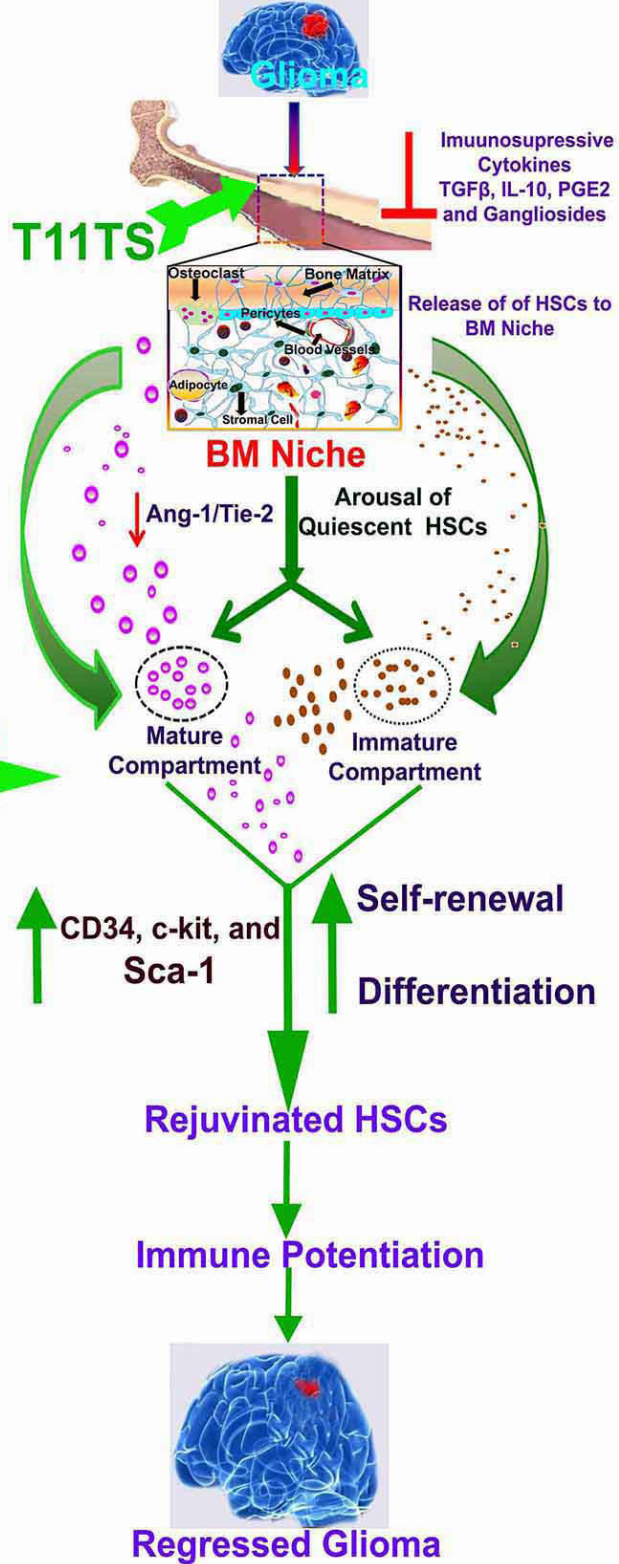 Glioma
Imuunosupressive
Cytokines
TGFβ, IL-10, PGE2
and Gangliosides
T11TS
Osteoclast
Bone Matrix
Pericytes
Blood Vessels
Adipocyte
Stromal Cell
Release of of HSCs to
BM Niche
BM Niche
Ang-1/Tie-2
Arousal of
Quiescent HSCs
Mature
Compartment
Immature
Compartment
CD34, c-kit, and
Sca-1
Self-renewal
Differentiation
Rejuvinated HSCs
Immune Potentiation
Regressed Glioma